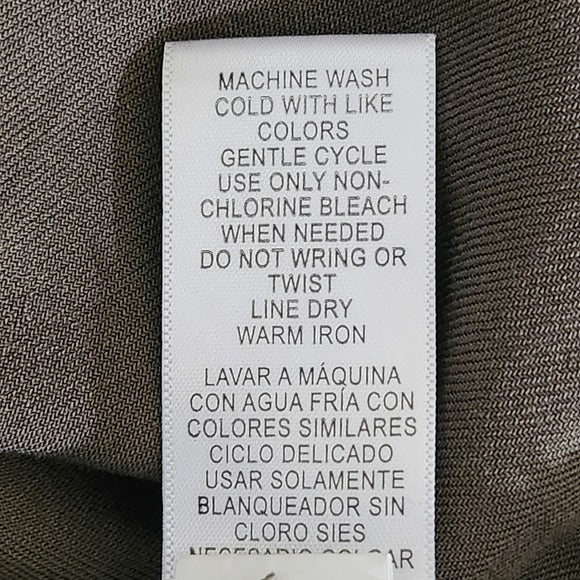 MACHINE WASH
COLD WITH LIKE
COLORS
GENTLE CYCLE
USE ONLY NON-
CHLORINE BLEACH
WHEN NEEDED
DO NOT WRING OR
TWIST
LINE DRY
WARM IRON
LAVAR A MÁQUINA
CON AGUA FRÍA CON
COLORES SIMILARES
CICLO DELICADO
USAR SOLAMENTE
BLANQUEADOR SIN
CLORO SIES
NECESARIO COLGAR